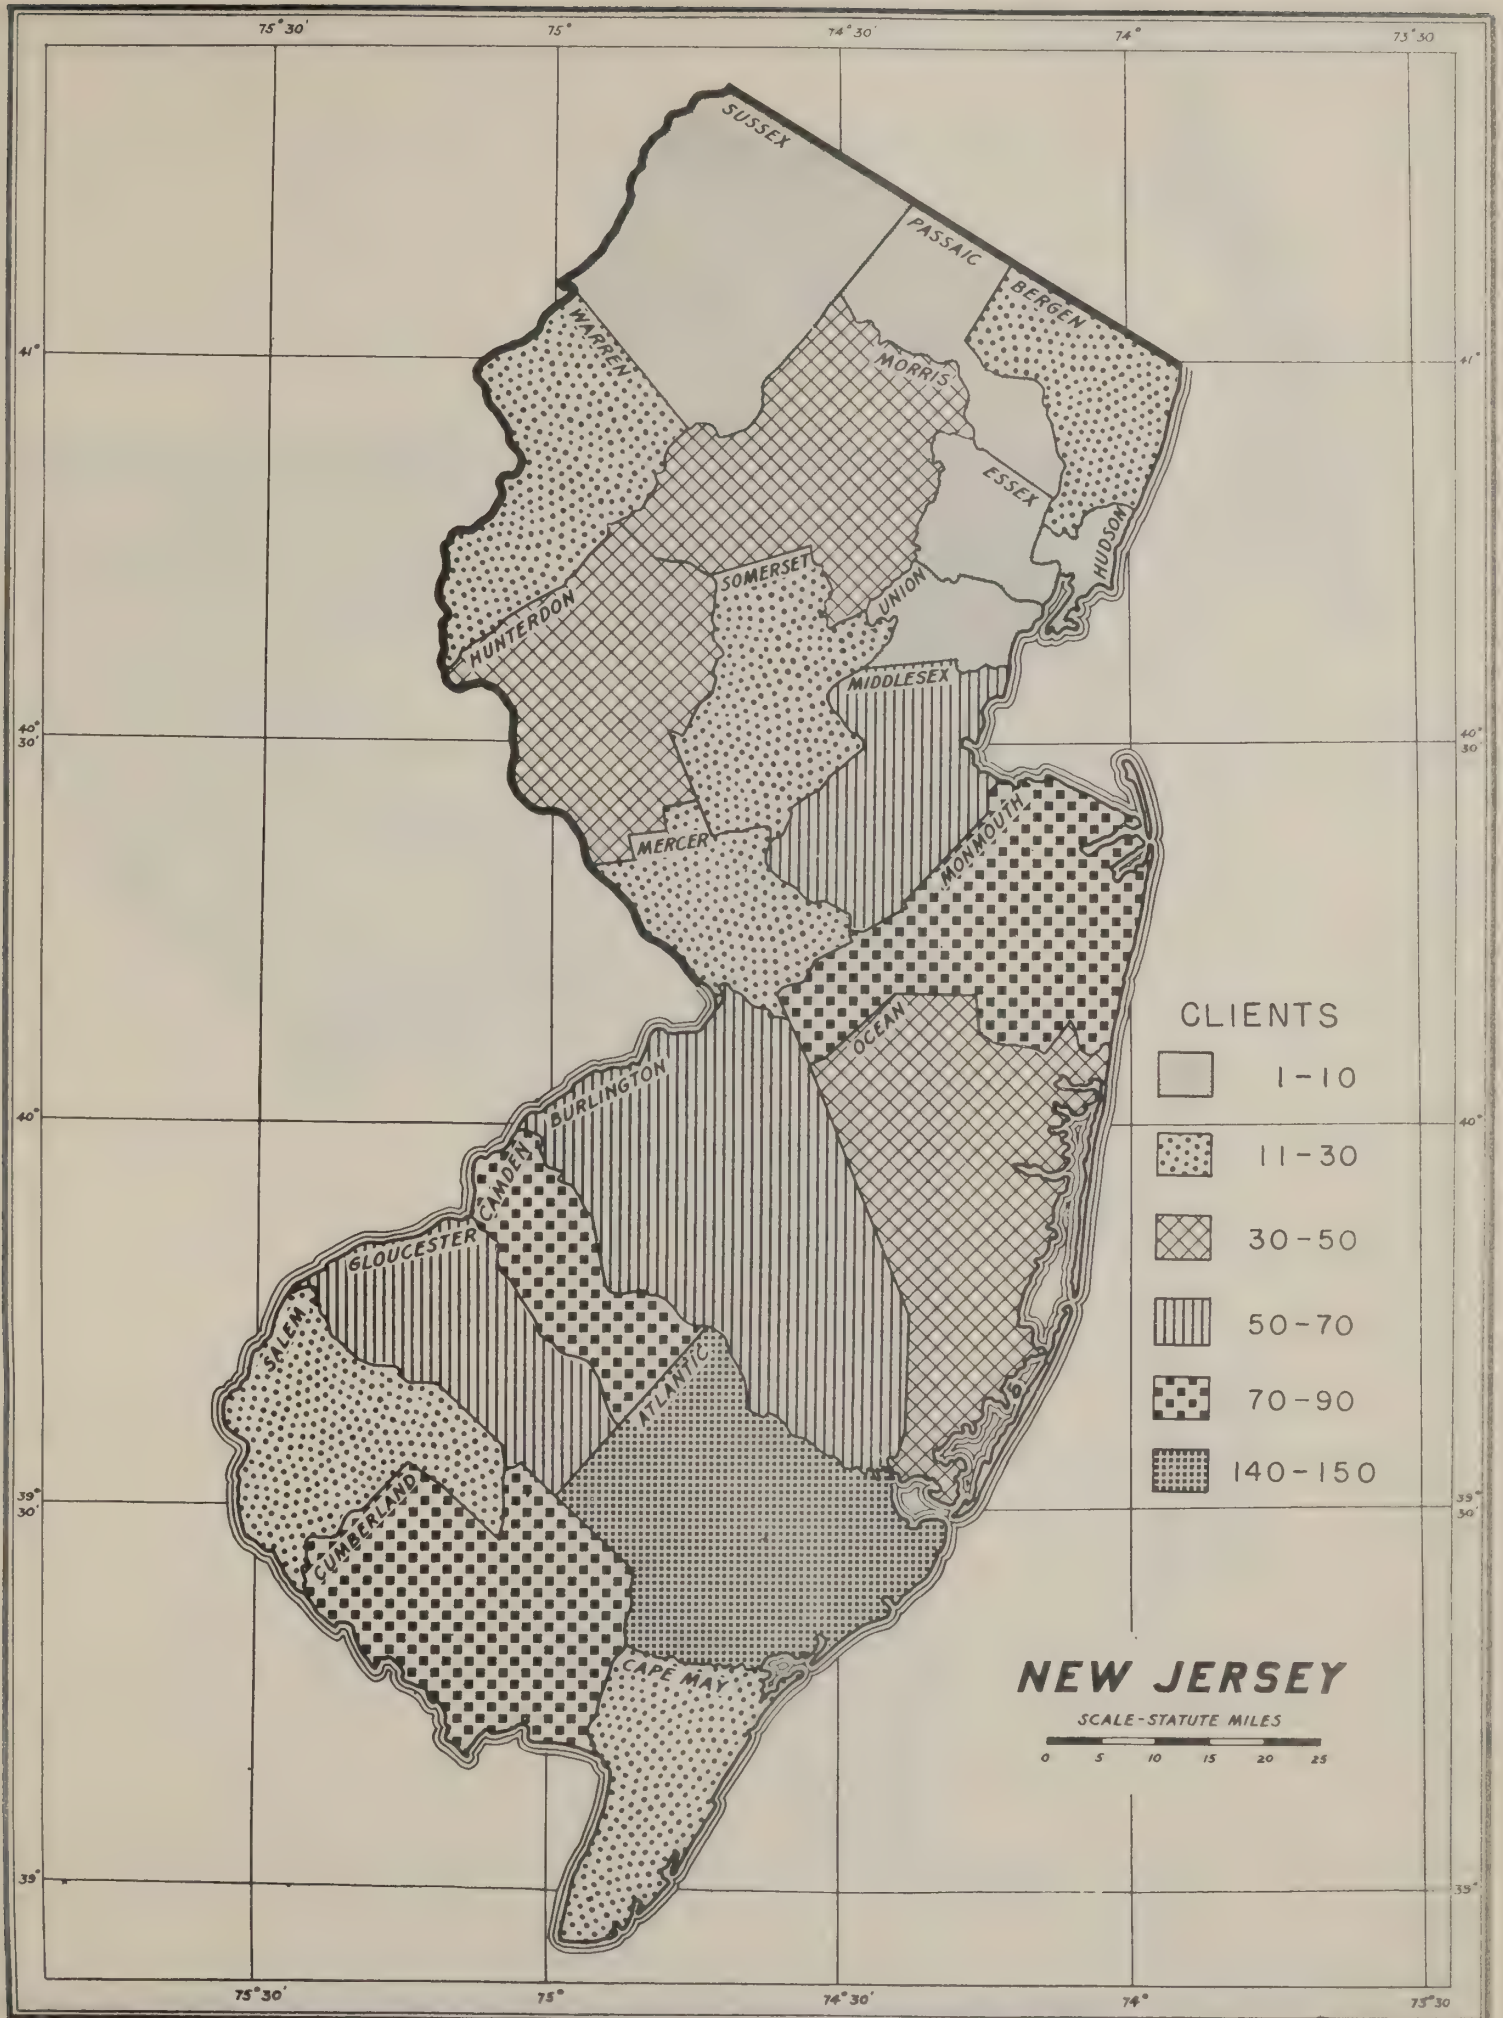 75° 30' 75° 74° 30' 74° 73° 30'
SUSSEX
PASSAIC
BERGEN
WARREN
41° 41°
MORRIS
ESSEX
HUDSON
SOMERSET
UNION
HUNTERDON
MIDDLESEX
40° 30' 40° 30'
MERCER
MONMOUTH
OCEAN
CLIENTS
1-10
BURLINGTON
40° 40°
11-30
CAMDEN
GLOUCESTER
30-50
SALEM
50-70
ATLANTIC
70-90
140-150
CUMBERLAND
39° 30' 39° 30'
CAPE MAY
NEW JERSEY
SCALE-STATUTE MILES
0 5 10 15 20 25
39° 39°
75° 30' 75° 74° 30' 74° 73° 30'